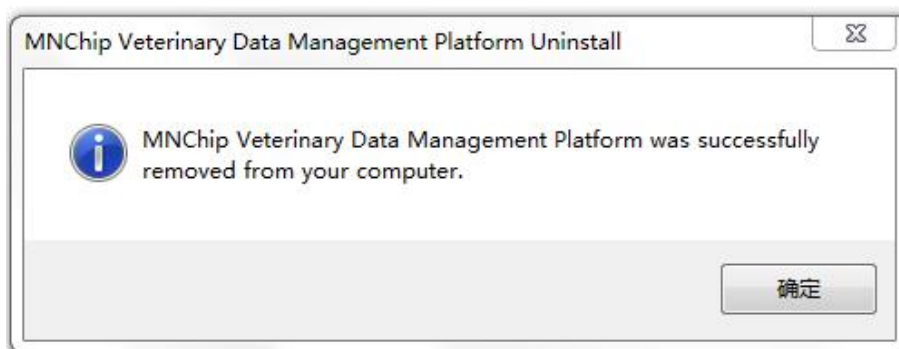 MNChip Veterinary Data Management Platform Uninstall
MNChip Veterinary Data Management Platform was successfully
removed from your computer.
确定